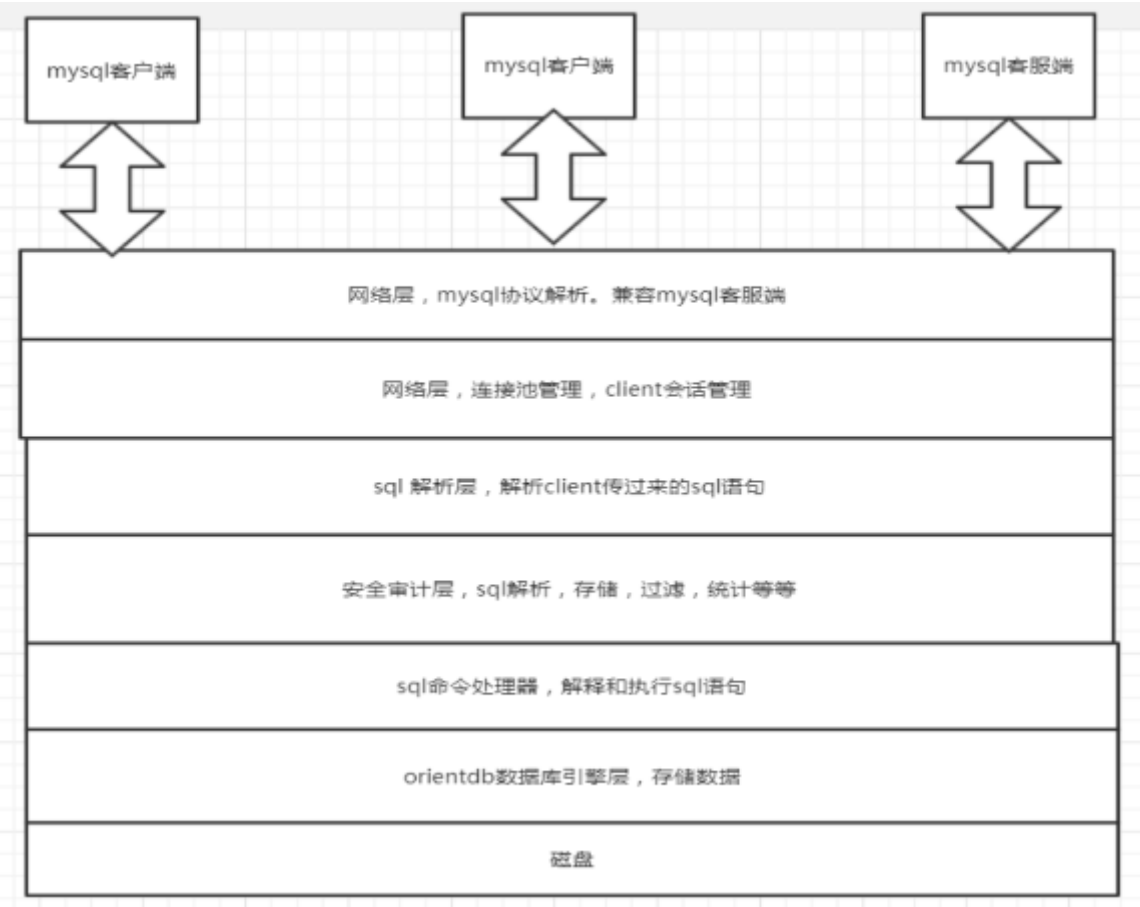 mysql客户端
mysql客户端
mysql客服端
网络层，mysql协议解析。兼容mysql客服端
网络层，连接池管理，client会话管理
sql 解析层，解析client传过来的sql语句
安全审计层，sql解析，存储，过滤，统计等等
sql命令处理器，解释和执行sql语句
orientdb数据库引擎层，存储数据
磁盘